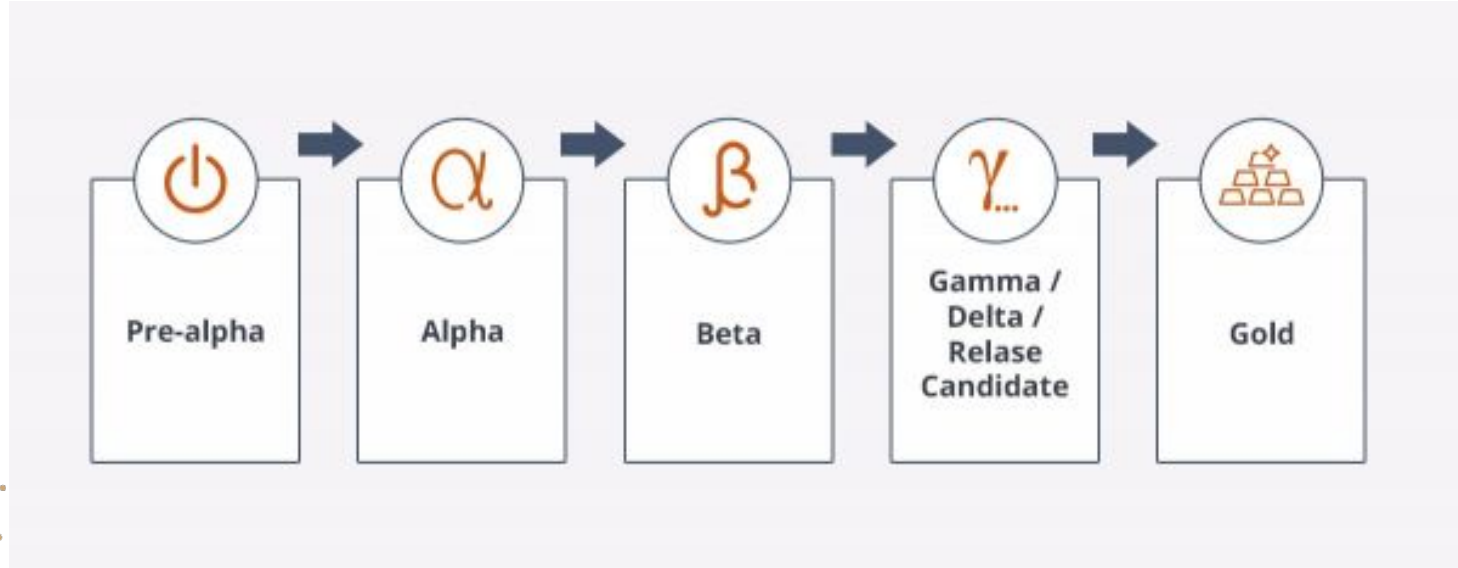 α
β
γ...
Pre-alpha
Alpha
Beta
Gamma /
Delta /
Relase
Candidate
Gold